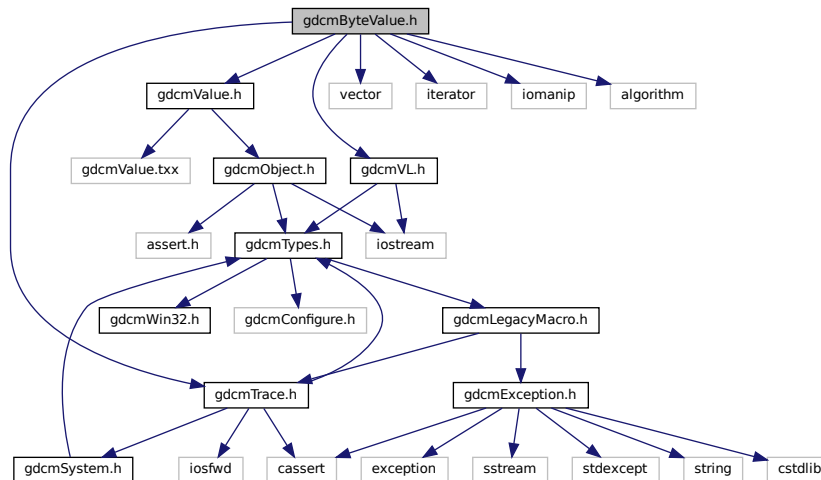 gdcmByteValue.h
gdcmValue.h
vector
iterator
iomanip
algorithm
gdcmValue.txx
gdcmObject.h
gdcmVL.h
assert.h
gdcmTypes.h
iostream
gdcmWin32.h
gdcmConfigure.h
gdcmLegacyMacro.h
gdcmTrace.h
gdcmException.h
gdcmSystem.h
iosfwd
cassert
exception
sstream
stdexcept
string
cstdlib